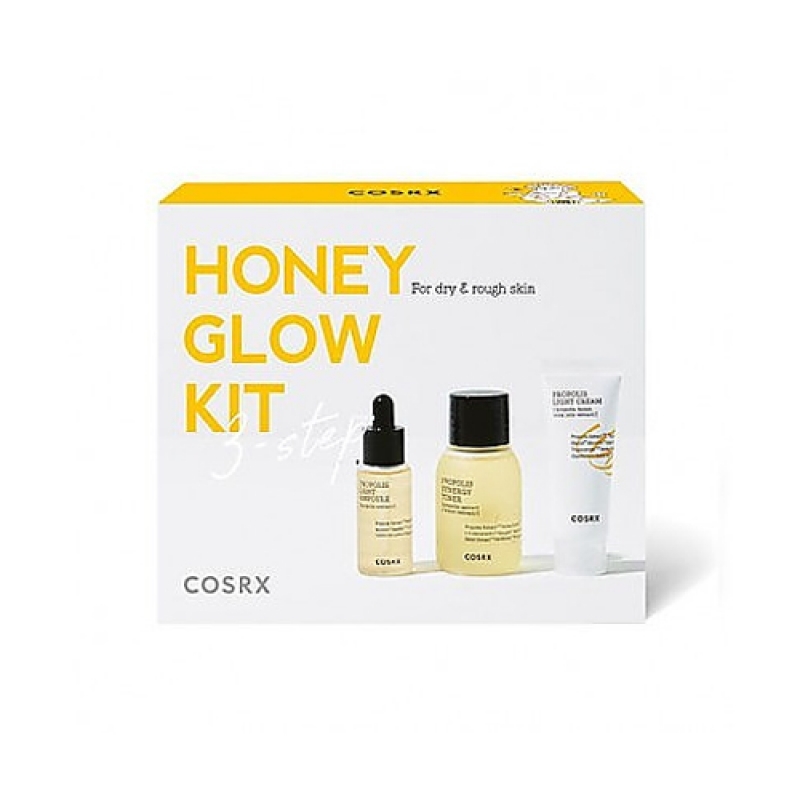 COSRX
HONEY
For dry & rough skin
GLOW
KIT
3-step
PROPOLIS
LIGHT
AMPOULE
PROPOLIS
SYNERGY
TONER
PROPOLIS
LIGHT CREAM
COSRX
COSRX
COSRX
COSRX